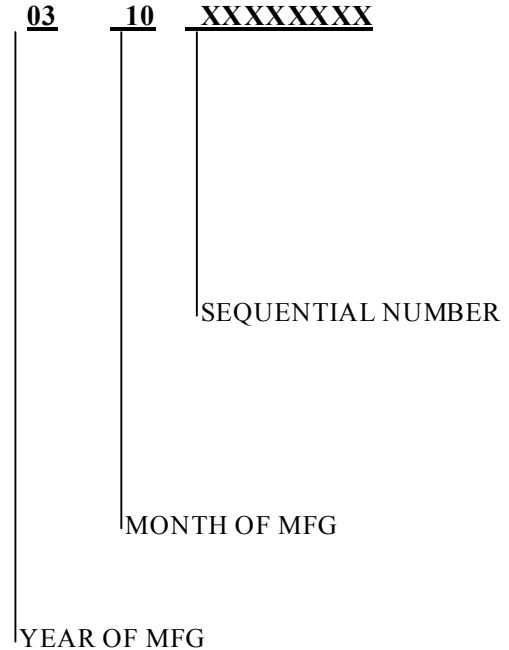 03 10 XXXXXXXX
SEQUENTIAL NUMBER
MONTH OF MFG
YEAR OF MFG